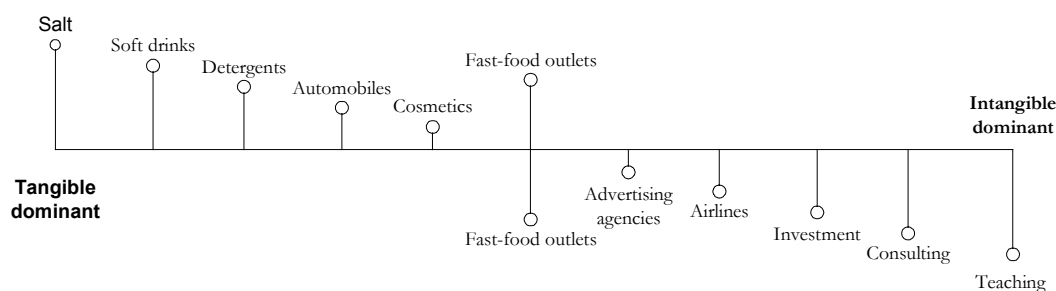 Salt
Soft drinks
Detergents
Automobiles
Cosmetics
Fast-food outlets
Intangible
dominant
Tangible
dominant
Fast-food outlets
Advertising
agencies
Airlines
Investment
Consulting
Teaching